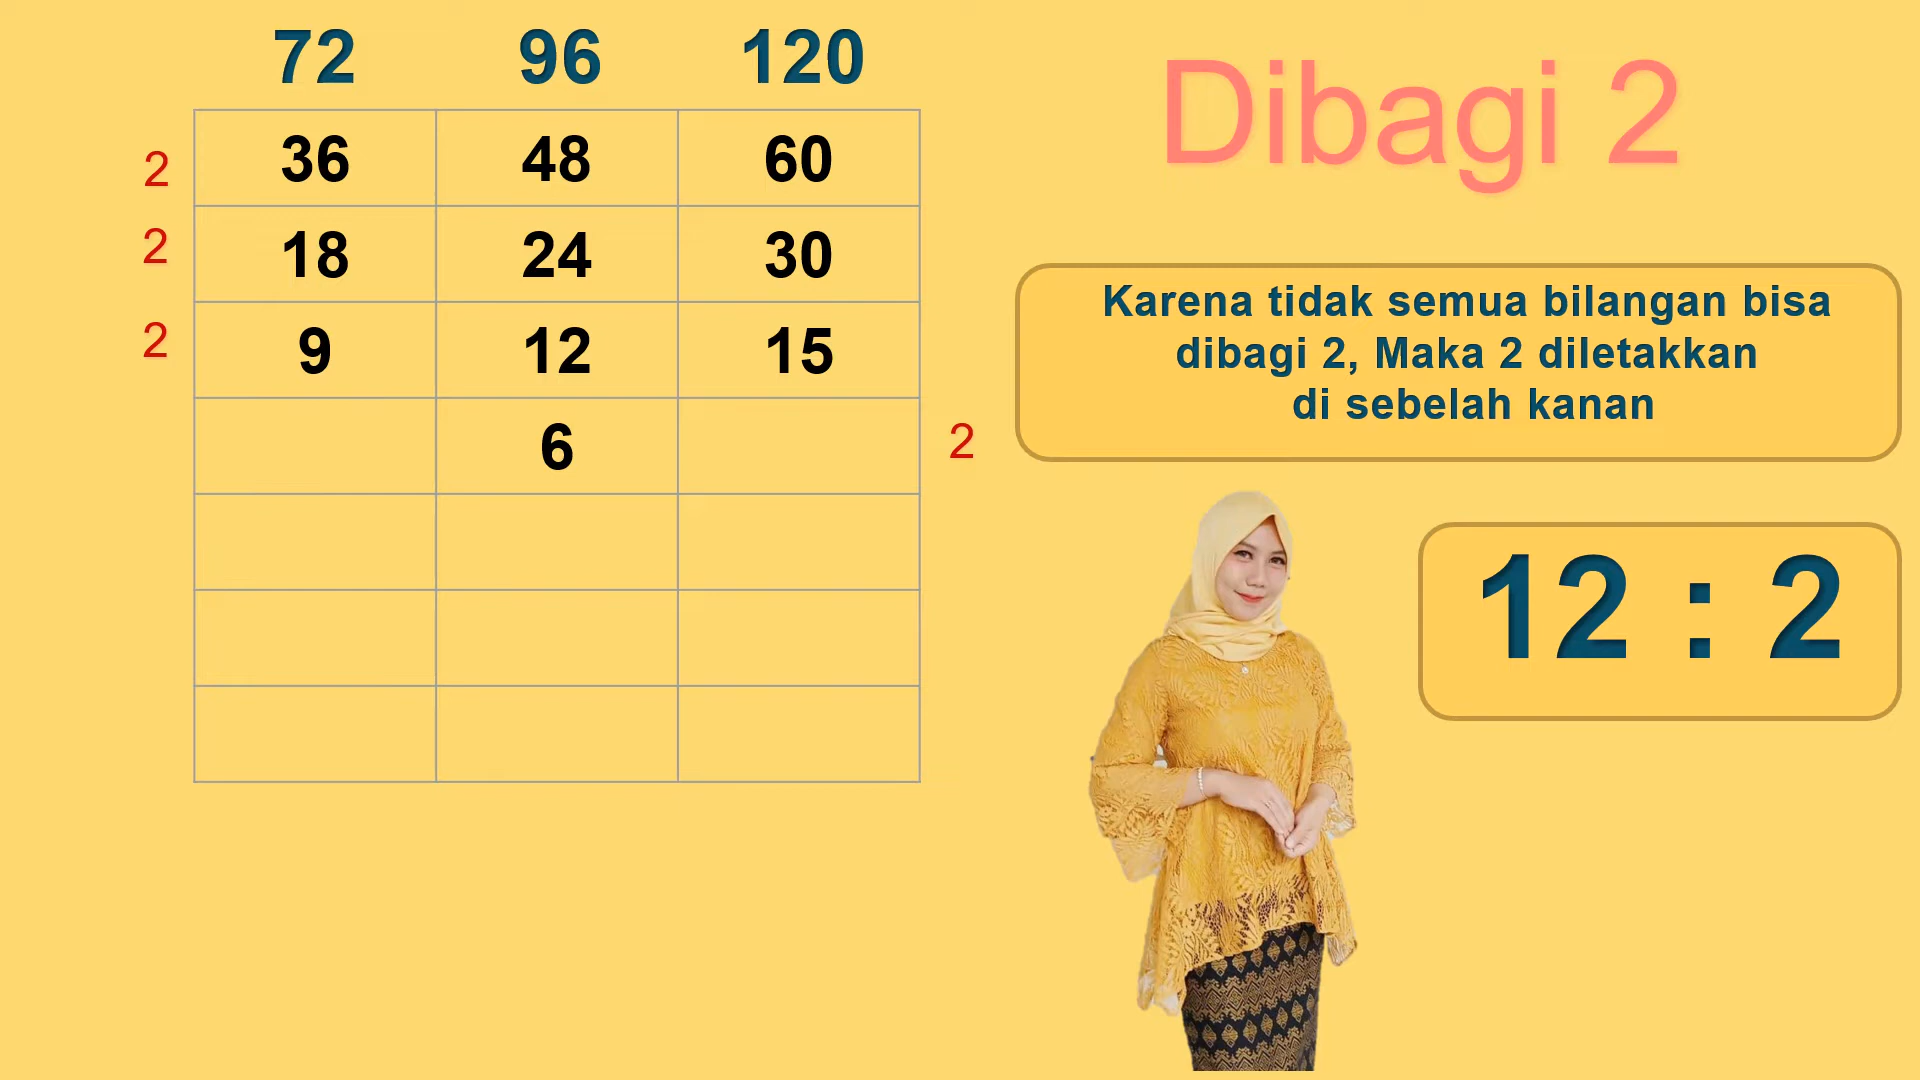 72 96 120
2 36 48 60
2 18 24 30
2 9 12 15
6 2
Dibagi 2
Karena tidak semua bilangan bisa
dibagi 2, Maka 2 diletakkan
di sebelah kanan
12 : 2